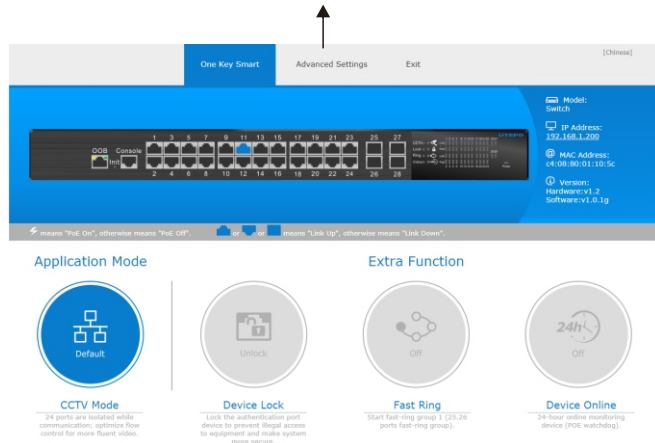 [Chinese]
One Key Smart Advanced Settings Exit
Model:
Switch
IP Address:
192.168.1.200
MAC Address:
c4:08:80:01:10:5c
Version:
Hardware:v1.2
Software:v1.0.1g
UTEPO
1 3 5 7 9 11 13 15 17 19 21 23 25 27
OOB Console
Init
2 4 6 8 10 12 14 16 18 20 22 24 26 28
means "PoE On", otherwise means "PoE Off". or or means "Link Up", otherwise means "Link Down".
Application Mode Extra Function
24h
Default Unlock Off Off
CCTV Mode Device Lock Fast Ring Device Online
24 ports are isolated while Lock the authentication port Start fast-ring group 1 (25.26 24-hour online monitoring
communication; optimize flow device to prevent illegal access ports fast-ring group). device (POE watchdog).
control for more fluent video. to equipment and make system
more secure.